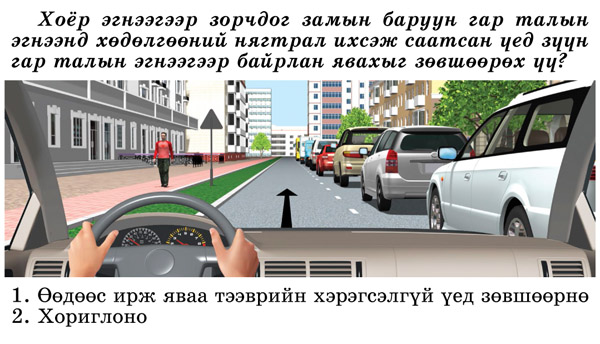 Хоёр эгнээгээр зорчдог замын баруун гар талын
эгнээнд хөдөлгөөний нягтрал ихсэж саатсан үед зүүн
гар талын эгнээгээр байрлан явахыг зөвшөөрөх үү?
1. Өөдөөс ирж яваа тээврийн хэрэгсэлгүй үед зөвшөөрнө
2. Хориглоно